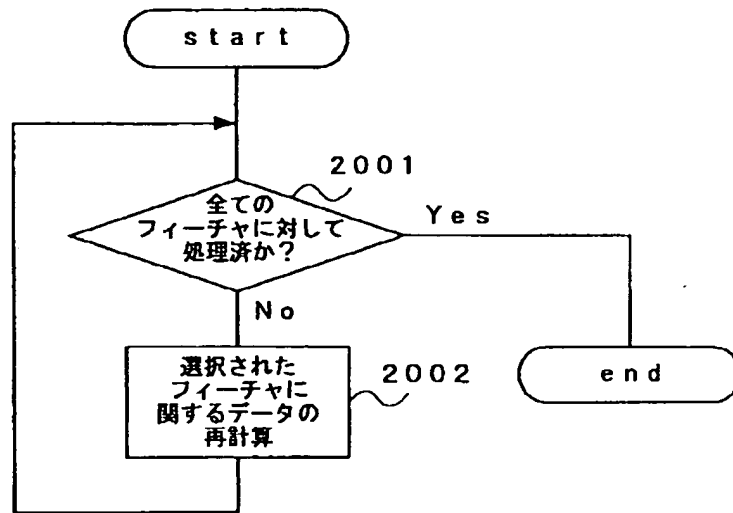 start
2001
全ての
フィーチャに対して
処理済か？
Yes
No
選択された
フィーチャに
関するデータの
再計算
2002
end